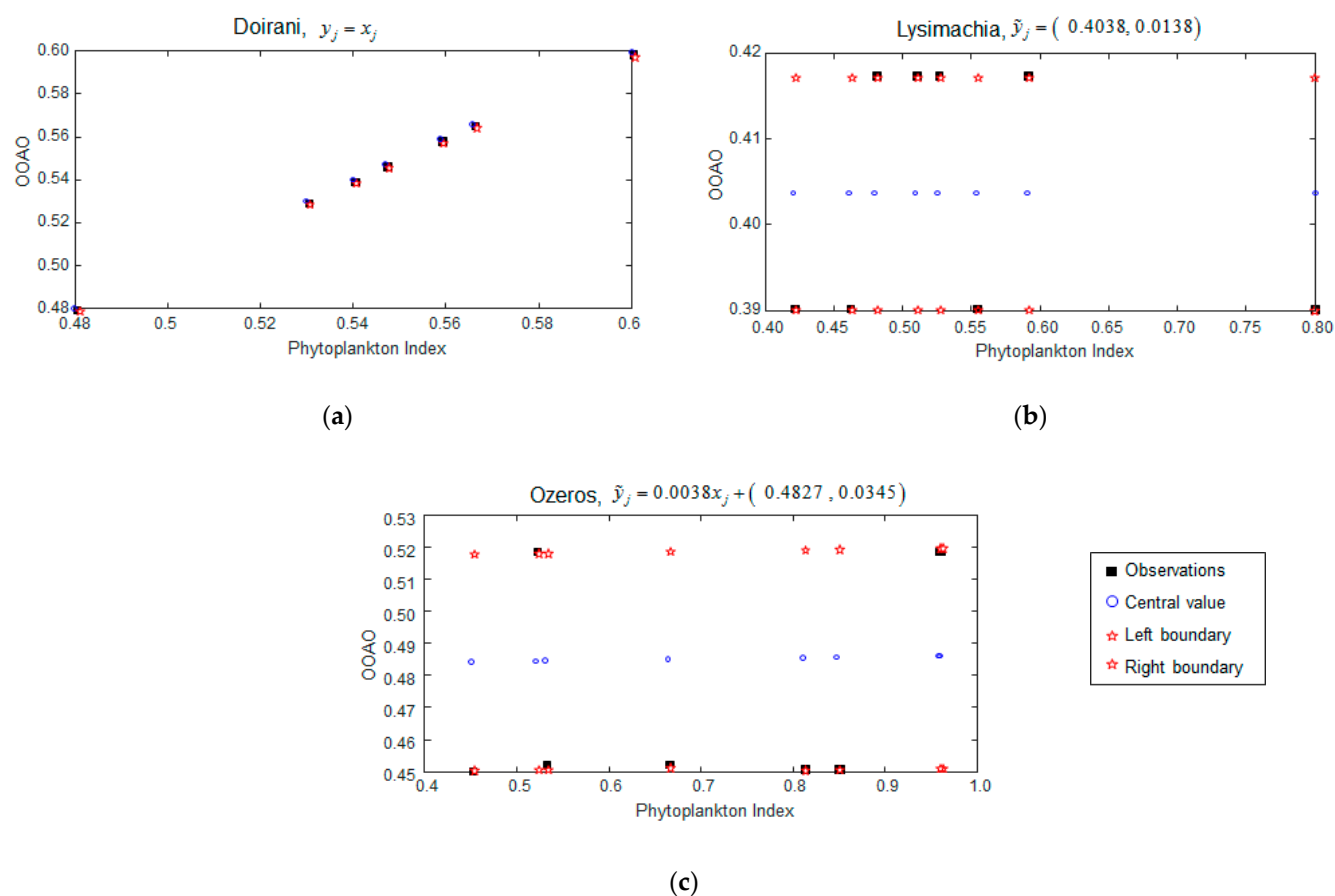 Doirani, yⱼ = xⱼ
OOAO
0.60
0.58
0.56
0.54
0.52
0.50
0.48
0.48 0.5 0.52 0.54 0.56 0.58 0.6
Phytoplankton Index
(a)
Lysimachia, ỹⱼ = ( 0.4038, 0.0138)
OOAO
0.42
0.41
0.40
0.39
0.40 0.45 0.50 0.55 0.60 0.65 0.70 0.75 0.80
Phytoplankton Index
(b)
Ozeros, ỹⱼ = 0.0038xⱼ + ( 0.4827 , 0.0345)
OOAO
0.53
0.52
0.51
0.50
0.49
0.48
0.47
0.46
0.45
0.4 0.5 0.6 0.7 0.8 0.9 1.0
Phytoplankton Index
(c)
Observations
Central value
Left boundary
Right boundary